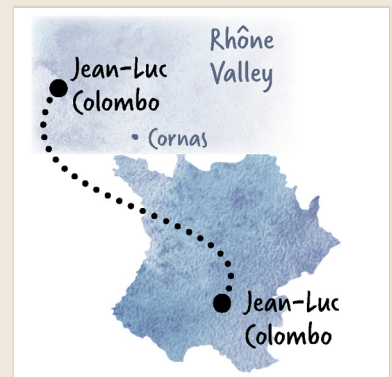 Rhône
Valley
Jean-Luc
Colombo
Cornas
Jean-Luc
Colombo